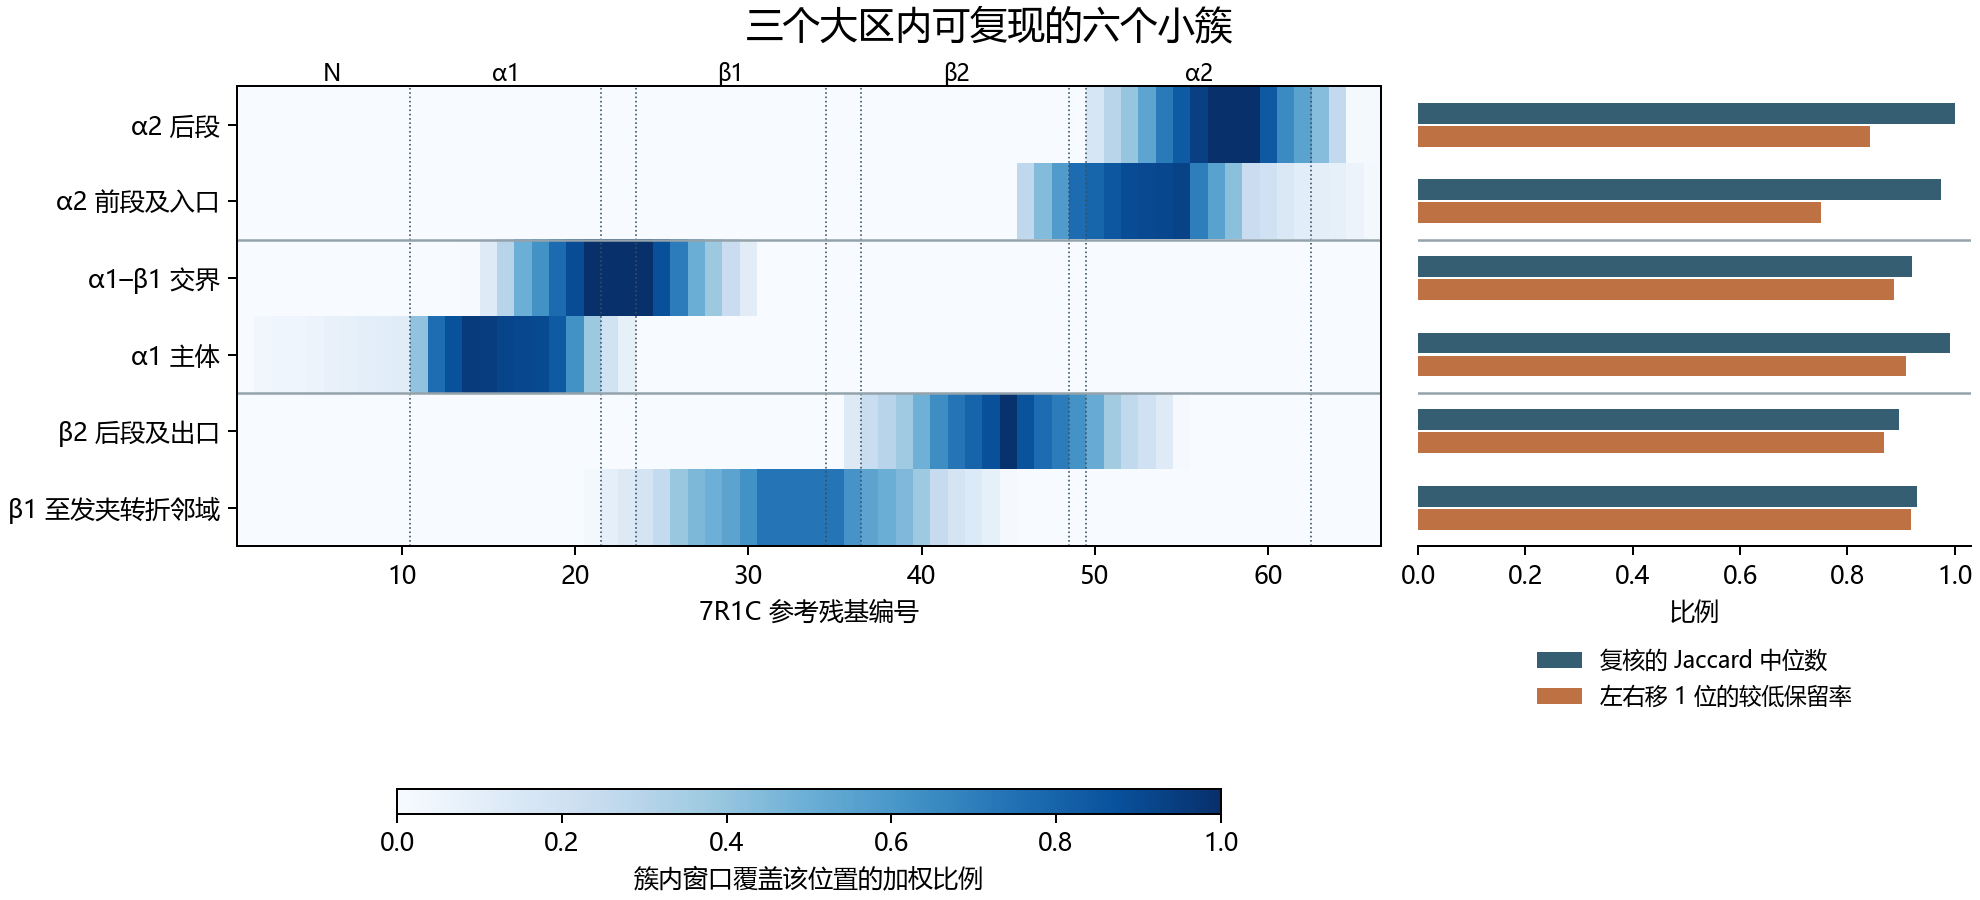 三个大区内可复现的六个小簇
N α1 β1 β2 α2
α2 后段
α2 前段及入口
α1–β1 交界
α1 主体
β2 后段及出口
β1 至发夹转折邻域
10 20 30 40 50 60
7R1C 参考残基编号
0.0 0.2 0.4 0.6 0.8 1.0
比例
复核的 Jaccard 中位数
左右移 1 位的较低保留率
0.0 0.2 0.4 0.6 0.8 1.0
簇内窗口覆盖该位置的加权比例